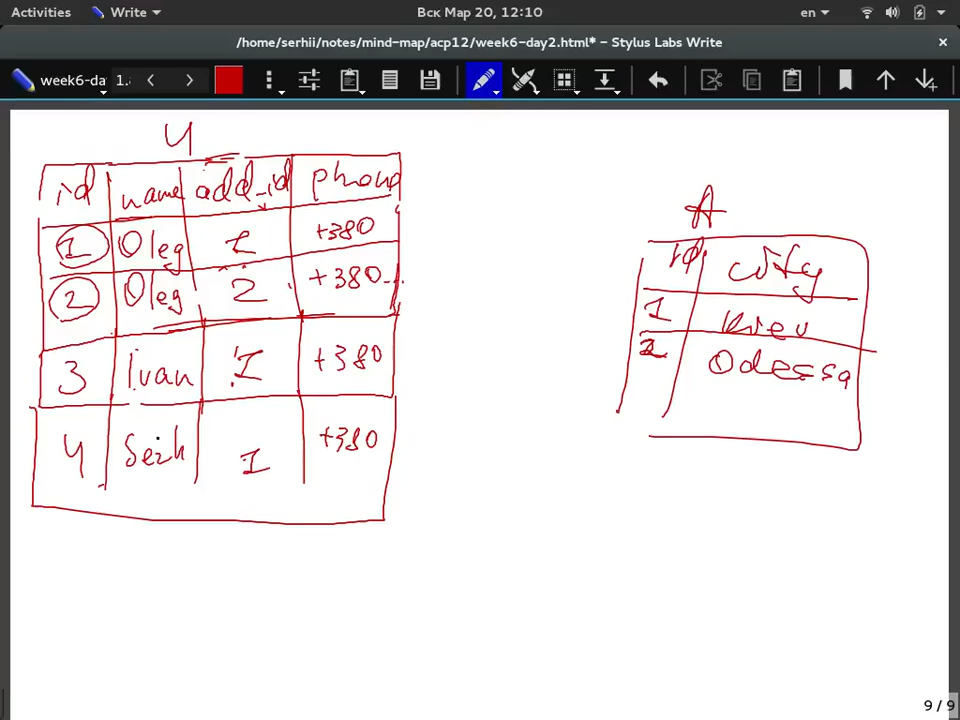 Activities Write Вск Мар 20, 12:10 en
/home/serhii/notes/mind-map/acp12/week6-day2.html* – Stylus Labs Write
week6-da 1.
id name add_id phone
1 Oleg 1 +380
2 Oleg 2 +380
3 Ivan 1 +380
4 1 +380
A
id city
1 Kiev
2 Odessa
9 / 9